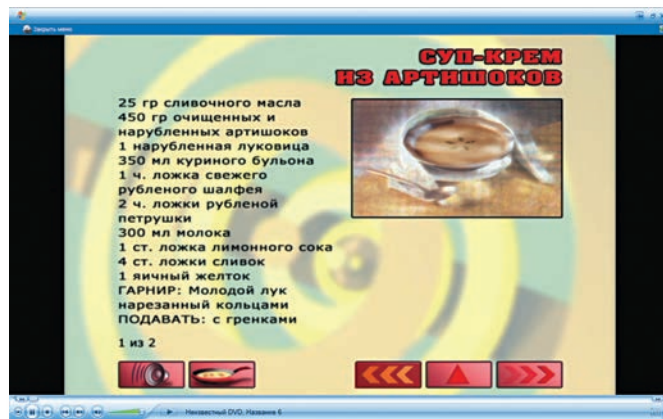 Закрыть меню
СУП-КРЕМ
ИЗ АРТИШОКОВ
25 гр сливочного масла
450 гр очищенных и
нарубленных артишоков
1 нарубленная луковица
350 мл куриного бульона
1 ч. ложка свежего
рубленого шалфея
2 ч. ложки рубленой
петрушки
300 мл молока
1 ст. ложка лимонного сока
4 ст. ложки сливок
1 яичный желток
ГАРНИР: Молодой лук
нарезанный кольцами
ПОДАВАТЬ: с гренками
1 из 2
Неизвестный DVD, Название 6